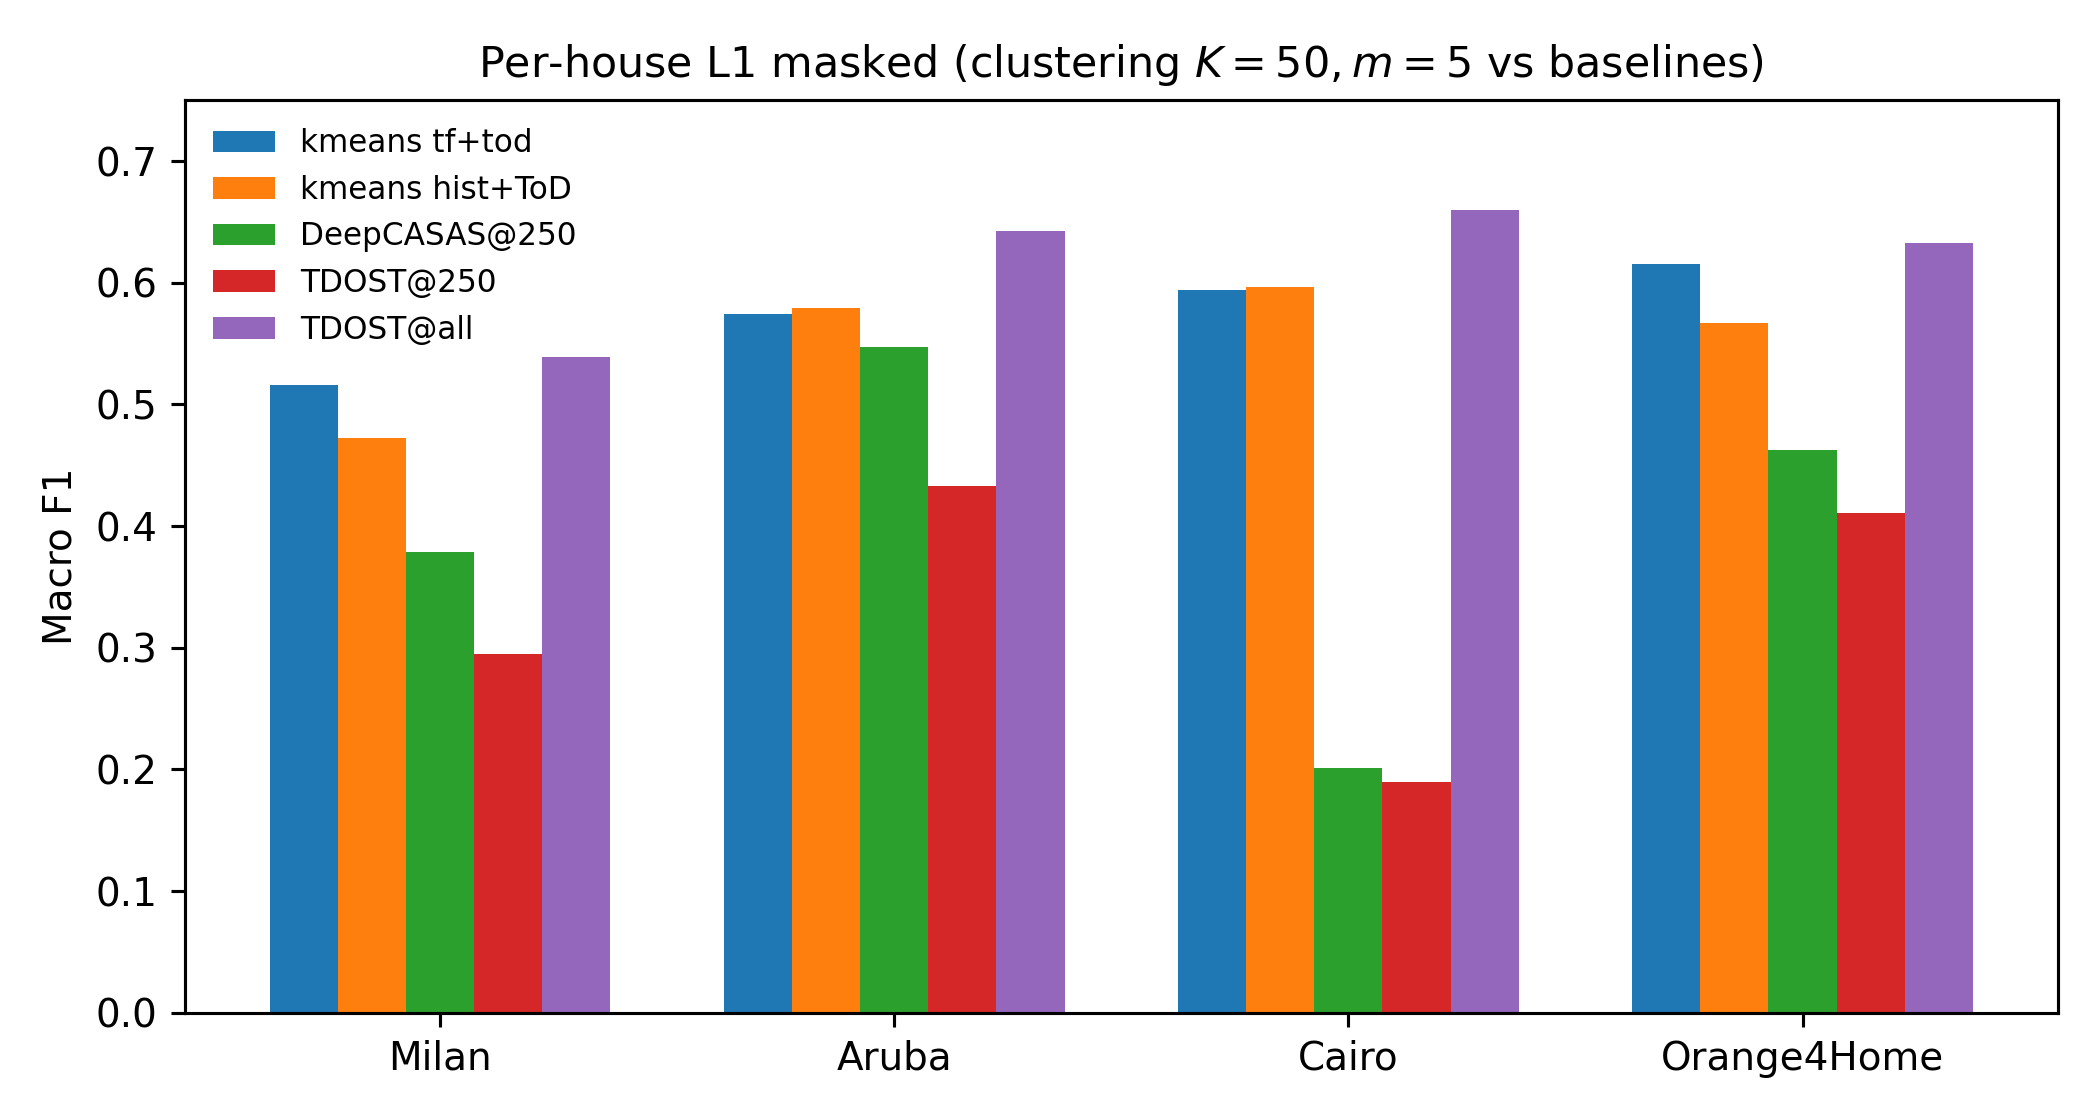 Per-house L1 masked (clustering K = 50, m = 5 vs baselines)
kmeans tf+tod
kmeans hist+ToD
DeepCASAS@250
TDOST@250
TDOST@all
Macro F1
0.7
0.6
0.5
0.4
0.3
0.2
0.1
0.0
Milan Aruba Cairo Orange4Home